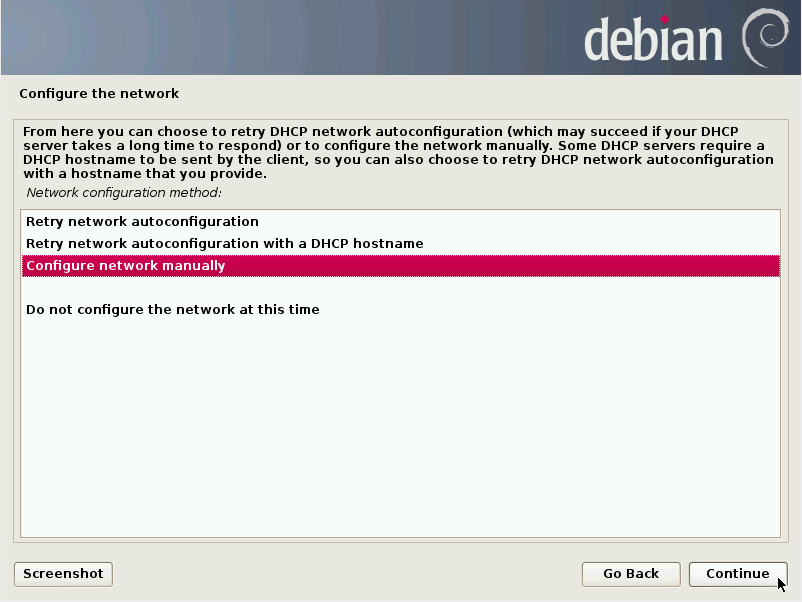 debian
Configure the network
From here you can choose to retry DHCP network autoconfiguration (which may succeed if your DHCP
server takes a long time to respond) or to configure the network manually. Some DHCP servers require a
DHCP hostname to be sent by the client, so you can also choose to retry DHCP network autoconfiguration
with a hostname that you provide.
Network configuration method:
Retry network autoconfiguration
Retry network autoconfiguration with a DHCP hostname
Configure network manually
Do not configure the network at this time
Screenshot
Go Back
Continue